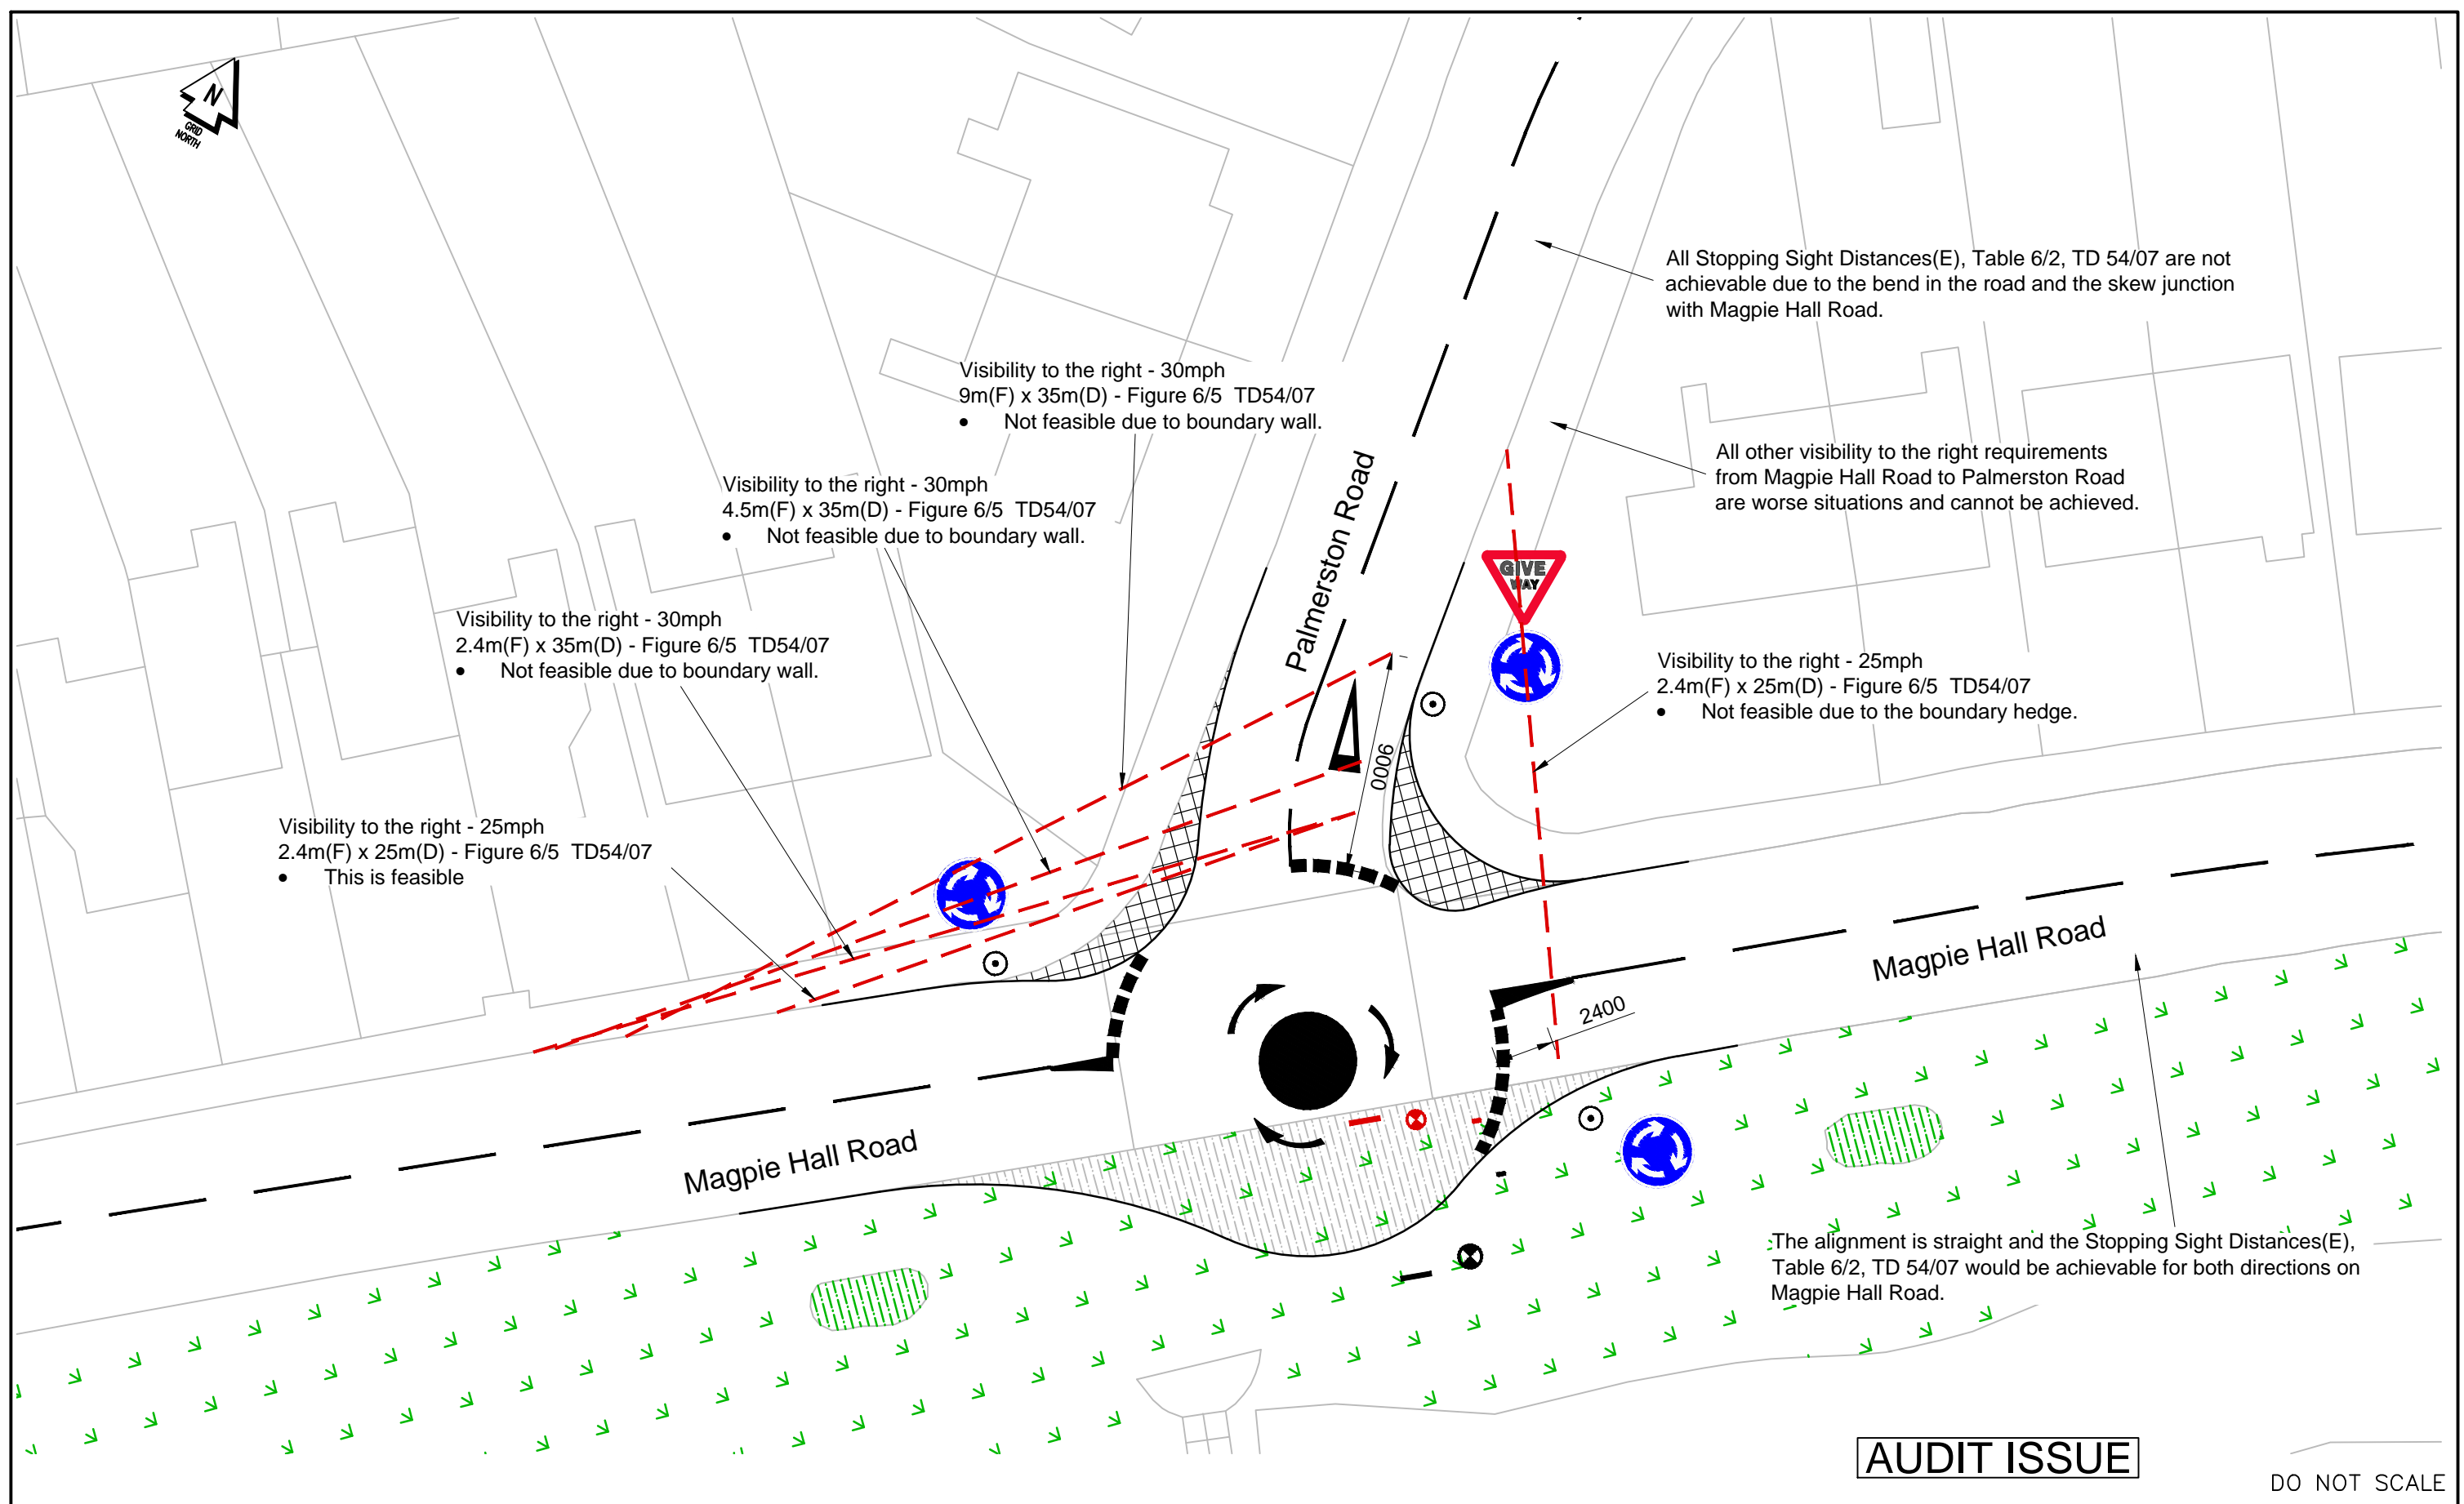 N
GRID
NORTH
All Stopping Sight Distances(E), Table 6/2, TD 54/07 are not
achievable due to the bend in the road and the skew junction
with Magpie Hall Road.
Visibility to the right - 30mph
9m(F) x 35m(D) - Figure 6/5 TD54/07
• Not feasible due to boundary wall.
All other visibility to the right requirements
from Magpie Hall Road to Palmerston Road
are worse situations and cannot be achieved.
Visibility to the right - 30mph
4.5m(F) x 35m(D) - Figure 6/5 TD54/07
• Not feasible due to boundary wall.
Palmerston Road
GIVE
WAY
Visibility to the right - 30mph
2.4m(F) x 35m(D) - Figure 6/5 TD54/07
• Not feasible due to boundary wall.
Visibility to the right - 25mph
2.4m(F) x 25m(D) - Figure 6/5 TD54/07
• Not feasible due to the boundary hedge.
9000
Visibility to the right - 25mph
2.4m(F) x 25m(D) - Figure 6/5 TD54/07
• This is feasible
Magpie Hall Road
2400
Magpie Hall Road
The alignment is straight and the Stopping Sight Distances(E),
Table 6/2, TD 54/07 would be achievable for both directions on
Magpie Hall Road.
AUDIT ISSUE
DO NOT SCALE